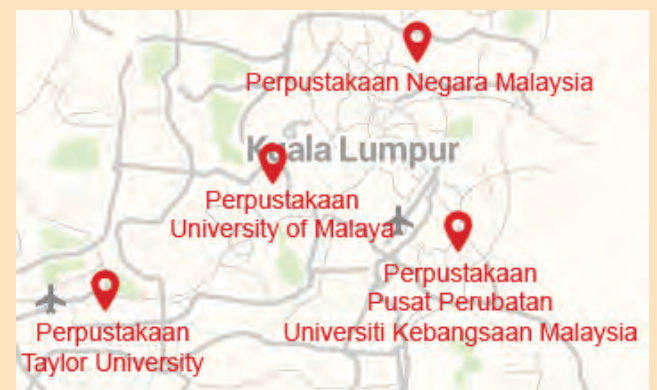 Perpustakaan Negara Malaysia
Kuala Lumpur
Perpustakaan
University of Malaya
Perpustakaan
Pusat Perubatan
Universiti Kebangsaan Malaysia
Perpustakaan
Taylor University